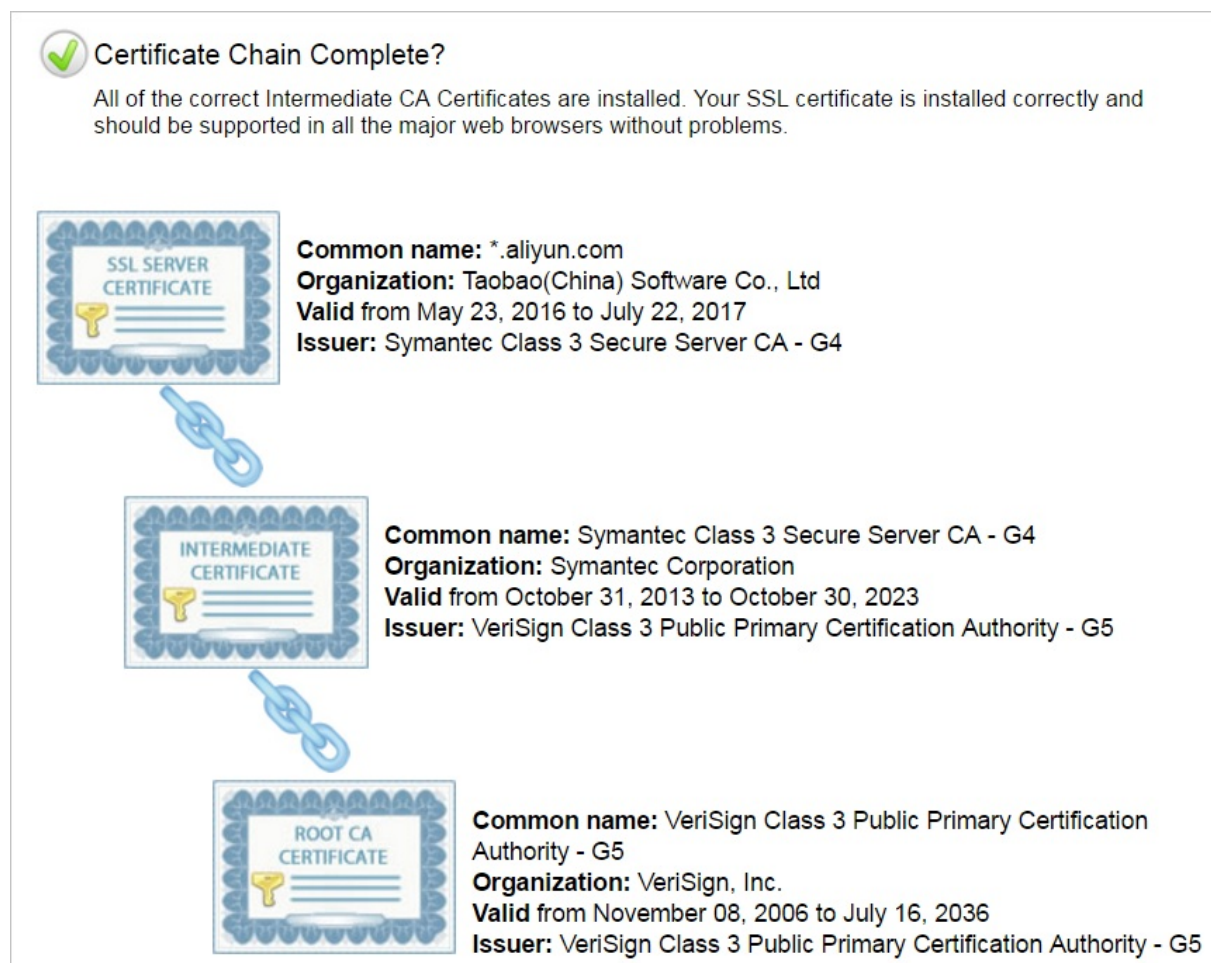 Certificate Chain Complete?
All of the correct Intermediate CA Certificates are installed. Your SSL certificate is installed correctly and
should be supported in all the major web browsers without problems.
SSL SERVER
CERTIFICATE
Common name: *.aliyun.com
Organization: Taobao(China) Software Co., Ltd
Valid from May 23, 2016 to July 22, 2017
Issuer: Symantec Class 3 Secure Server CA - G4
INTERMEDIATE
CERTIFICATE
Common name: Symantec Class 3 Secure Server CA - G4
Organization: Symantec Corporation
Valid from October 31, 2013 to October 30, 2023
Issuer: VeriSign Class 3 Public Primary Certification Authority - G5
ROOT CA
CERTIFICATE
Common name: VeriSign Class 3 Public Primary Certification
Authority - G5
Organization: VeriSign, Inc.
Valid from November 08, 2006 to July 16, 2036
Issuer: VeriSign Class 3 Public Primary Certification Authority - G5